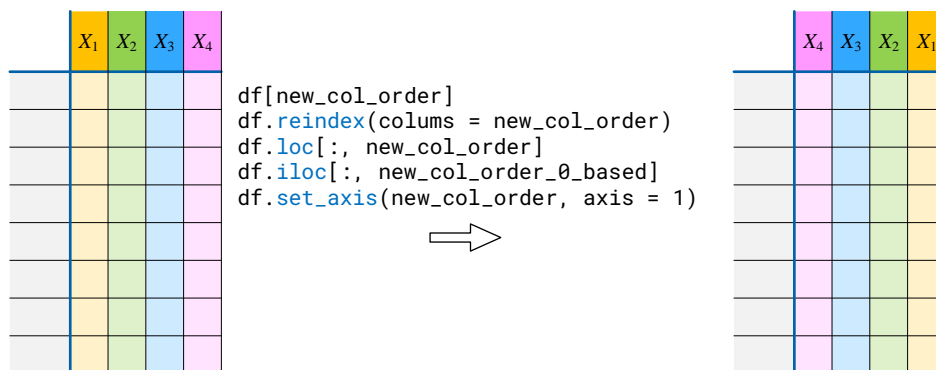 X1 X2 X3 X4
df[new_col_order]
df.reindex(colums = new_col_order)
df.loc[:, new_col_order]
df.iloc[:, new_col_order_0_based]
df.set_axis(new_col_order, axis = 1)
X4 X3 X2 X1